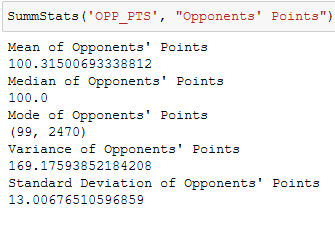 SummStats('OPP_PTS', "Opponents' Points")
Mean of Opponents' Points
100.31500693338812
Median of Opponents' Points
100.0
Mode of Opponents' Points
(99, 2470)
Variance of Opponents' Points
169.17593852184208
Standard Deviation of Opponents' Points
13.00676510596859